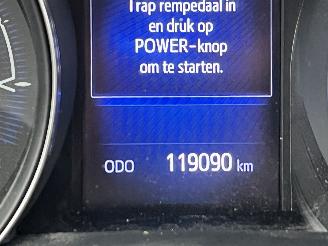 Trap rempedaal in
en druk op
POWER-knop
om te starten.
ODO 119090 km